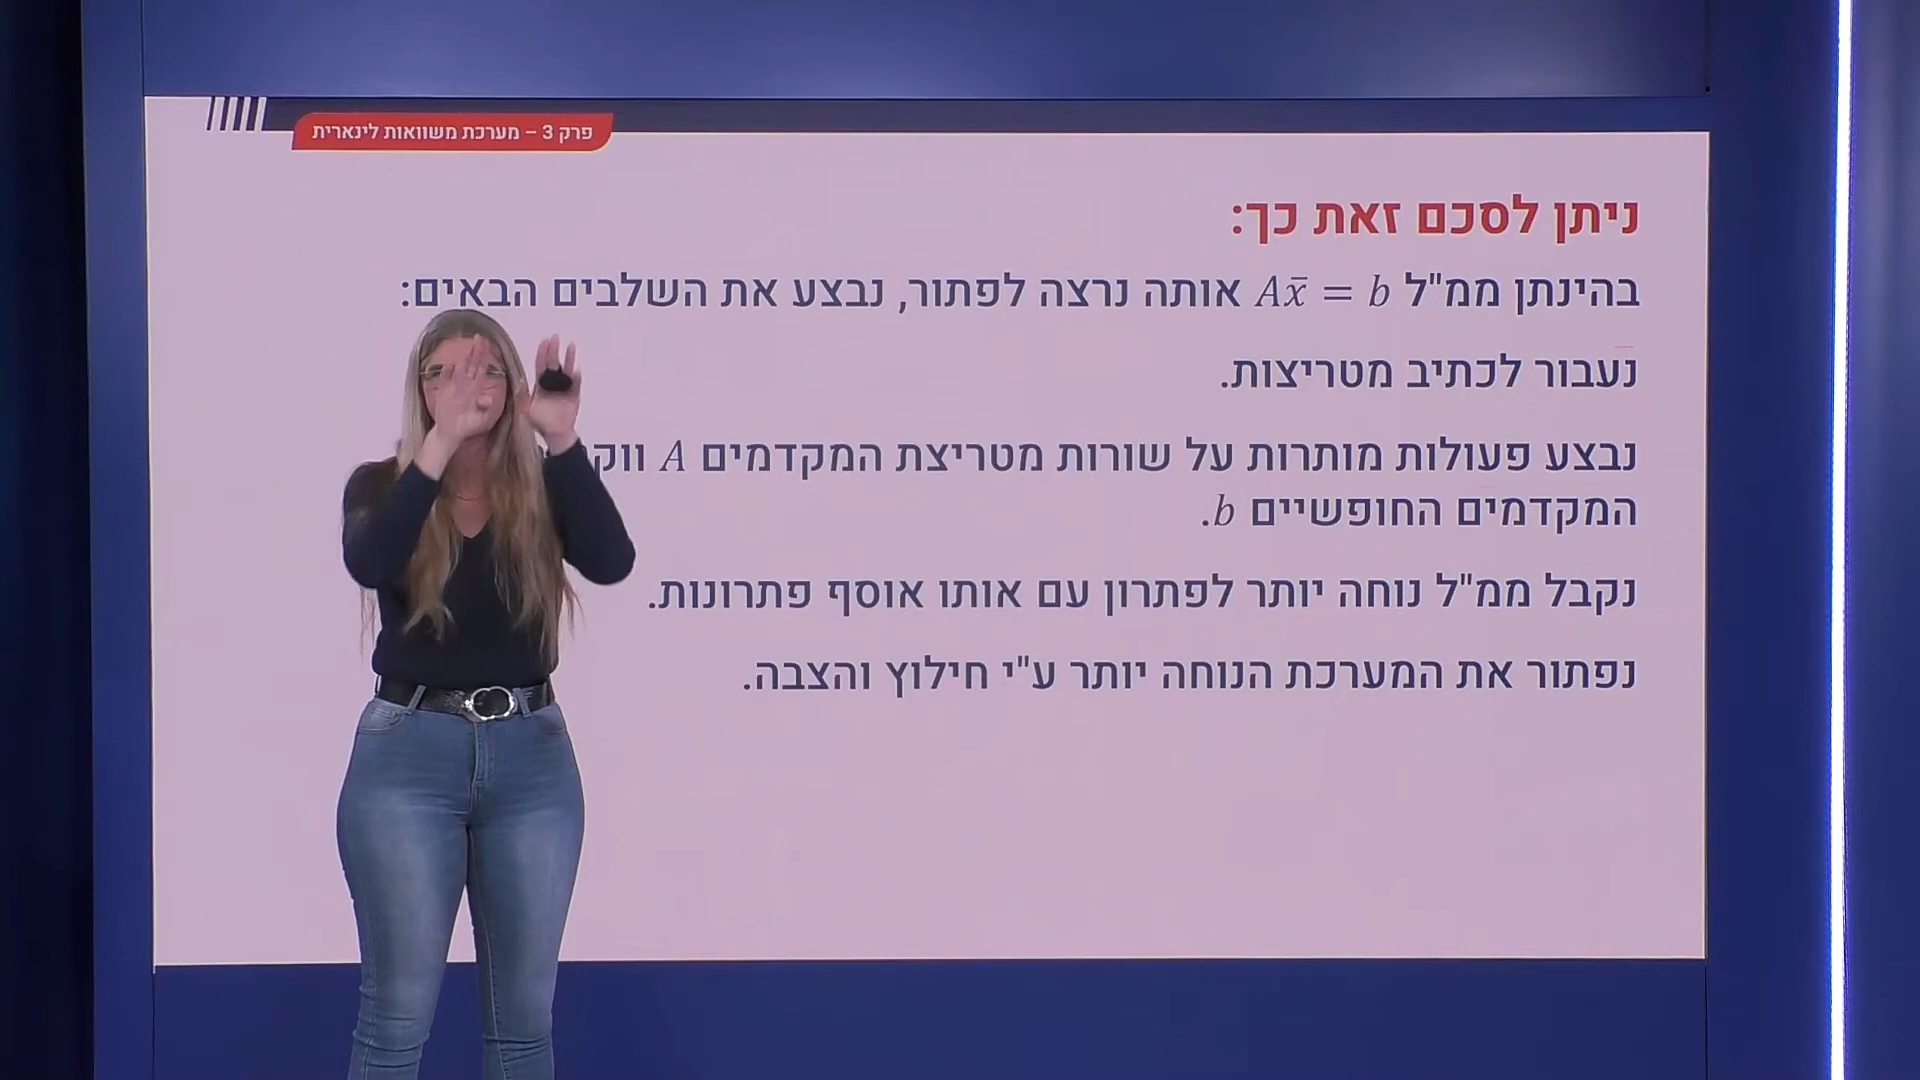 פרק 3 – מערכת משוואות לינארית
ניתן לסכם זאת כך:
בהינתן ממ"ל A x̄ = b אותה נרצה לפתור, נבצע את השלבים הבאים:
נעבור לכתיב מטריצות.
נבצע פעולות מותרות על שורות מטריצת המקדמים A
המקדמים החופשיים b.
נקבל ממ"ל נוחה יותר לפתרון עם אותו אוסף פתרונות.
נפתור את המערכת הנוחה יותר ע"י חילוץ והצבה.